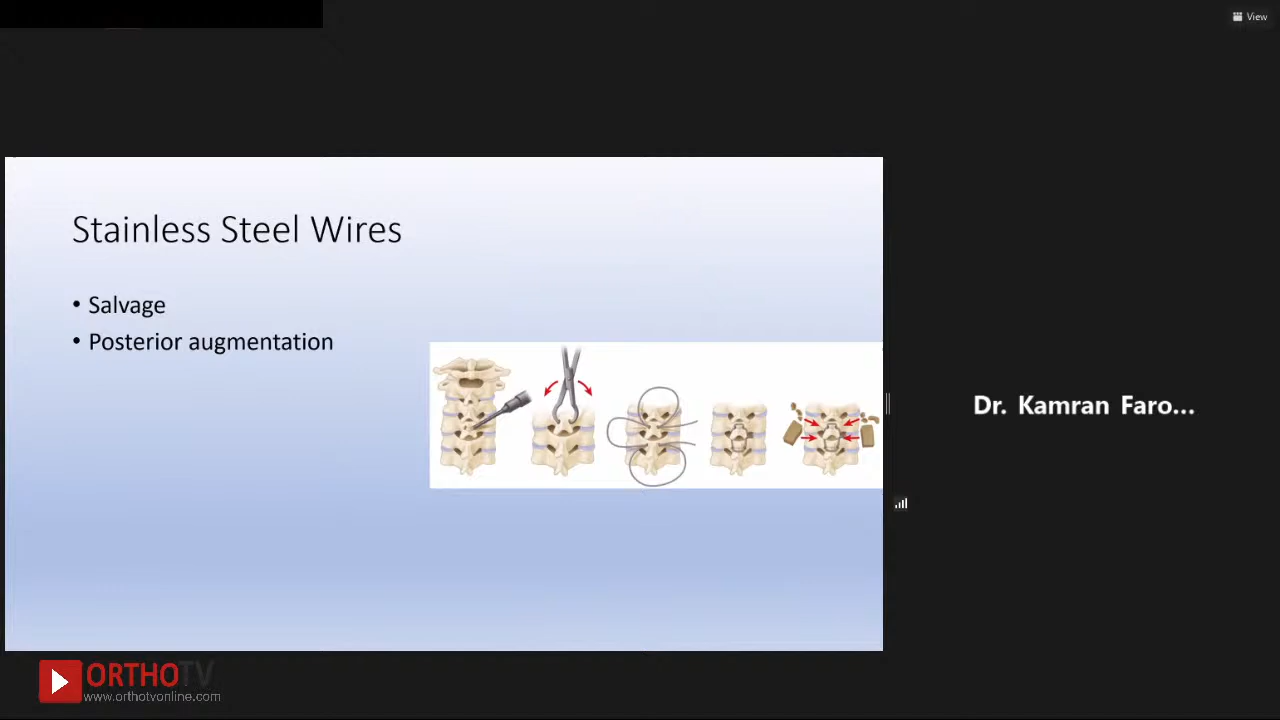 View
Stainless Steel Wires
• Salvage
• Posterior augmentation
Dr. Kamran Faro...
ORTHOTV
www.orthotvonline.com